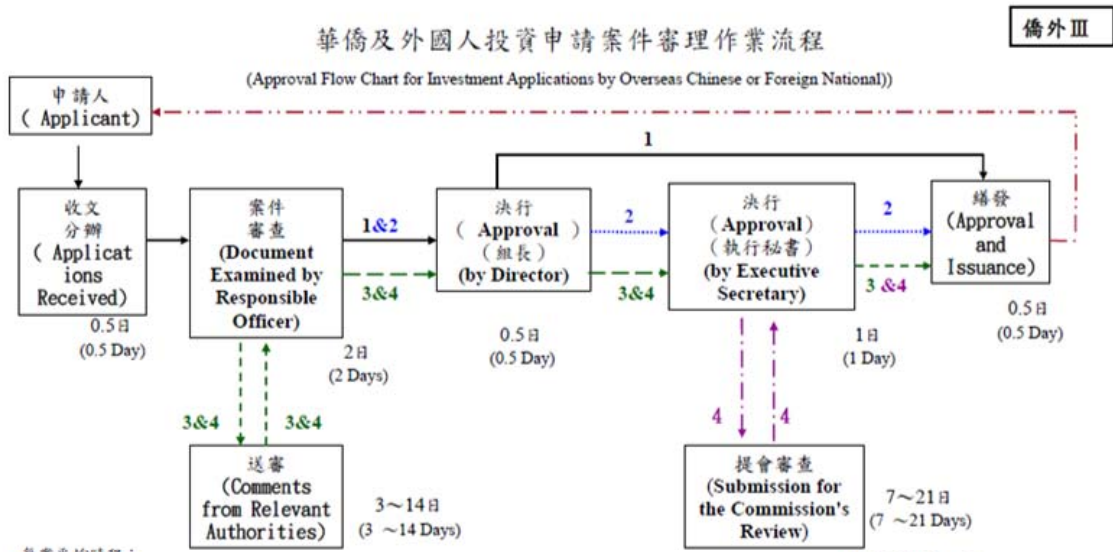 華僑及外國人投資申請案件審理作業流程
僑外Ⅲ
(Approval Flow Chart for Investment Applications by Overseas Chinese or Foreign National))
申請人
( Applicant)
1
收文
分辦
( Applicat
ions
Received)
0.5日
(0.5 Day)
案件
審查
(Document
Examined by
Responsible
Officer)
2日
(2 Days)
1&2
3&4
決行
( Approval )
(組長)
(by Director)
0.5日
(0.5 Day)
2
3&4
決行
(Approval)
(執行秘書)
(by Executive
Secretary)
1日
(1 Day)
2
3 &4
繕發
(Approval
and
Issuance)
0.5日
(0.5 Day)
3&4
3&4
4
4
送審
(Comments
from Relevant
Authorities)
3～14日
(3 ～14 Days)
提會審查
(Submission for
the Commission's
Review)
7～21日
(7 ～21 Days)